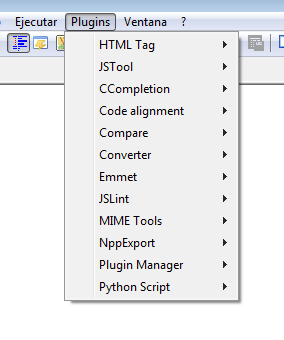 Ejecutar Plugins Ventana ?
HTML Tag
JSTool
CCompletion
Code alignment
Compare
Converter
Emmet
JSLint
MIME Tools
NppExport
Plugin Manager
Python Script